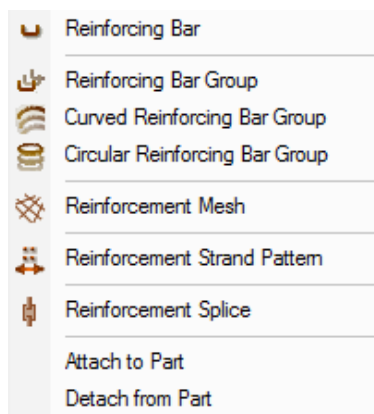 Reinforcing Bar
Reinforcing Bar Group
Curved Reinforcing Bar Group
Circular Reinforcing Bar Group
Reinforcement Mesh
Reinforcement Strand Pattern
Reinforcement Splice
Attach to Part
Detach from Part